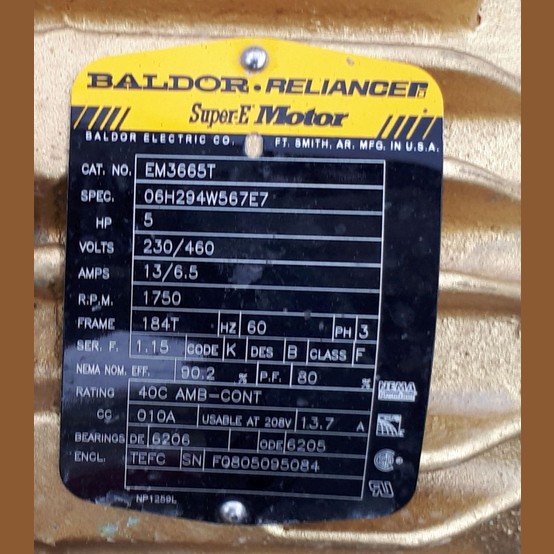 BALDOR • RELIANCER
Super-E Motor
BALDOR ELECTRIC CO. FT. SMITH, AR. MFG. IN U.S.A.
CAT. NO. EM3665T
SPEC. 06H294W567E7
HP 5
VOLTS 230/460
AMPS 13/6.5
R.P.M. 1750
FRAME 184T HZ 60 PH 3
SER. F. 1.15 CODE K DES B CLASS F
NEMA NOM. EFF. 90.2 % P.F. 80 %
RATING 40C AMB-CONT
CC 010A USABLE AT 208V 13.7 A
BEARINGS DE 6206 ODE 6205
ENCL. TEFC SN F0805095084
NEMA
NP1259L